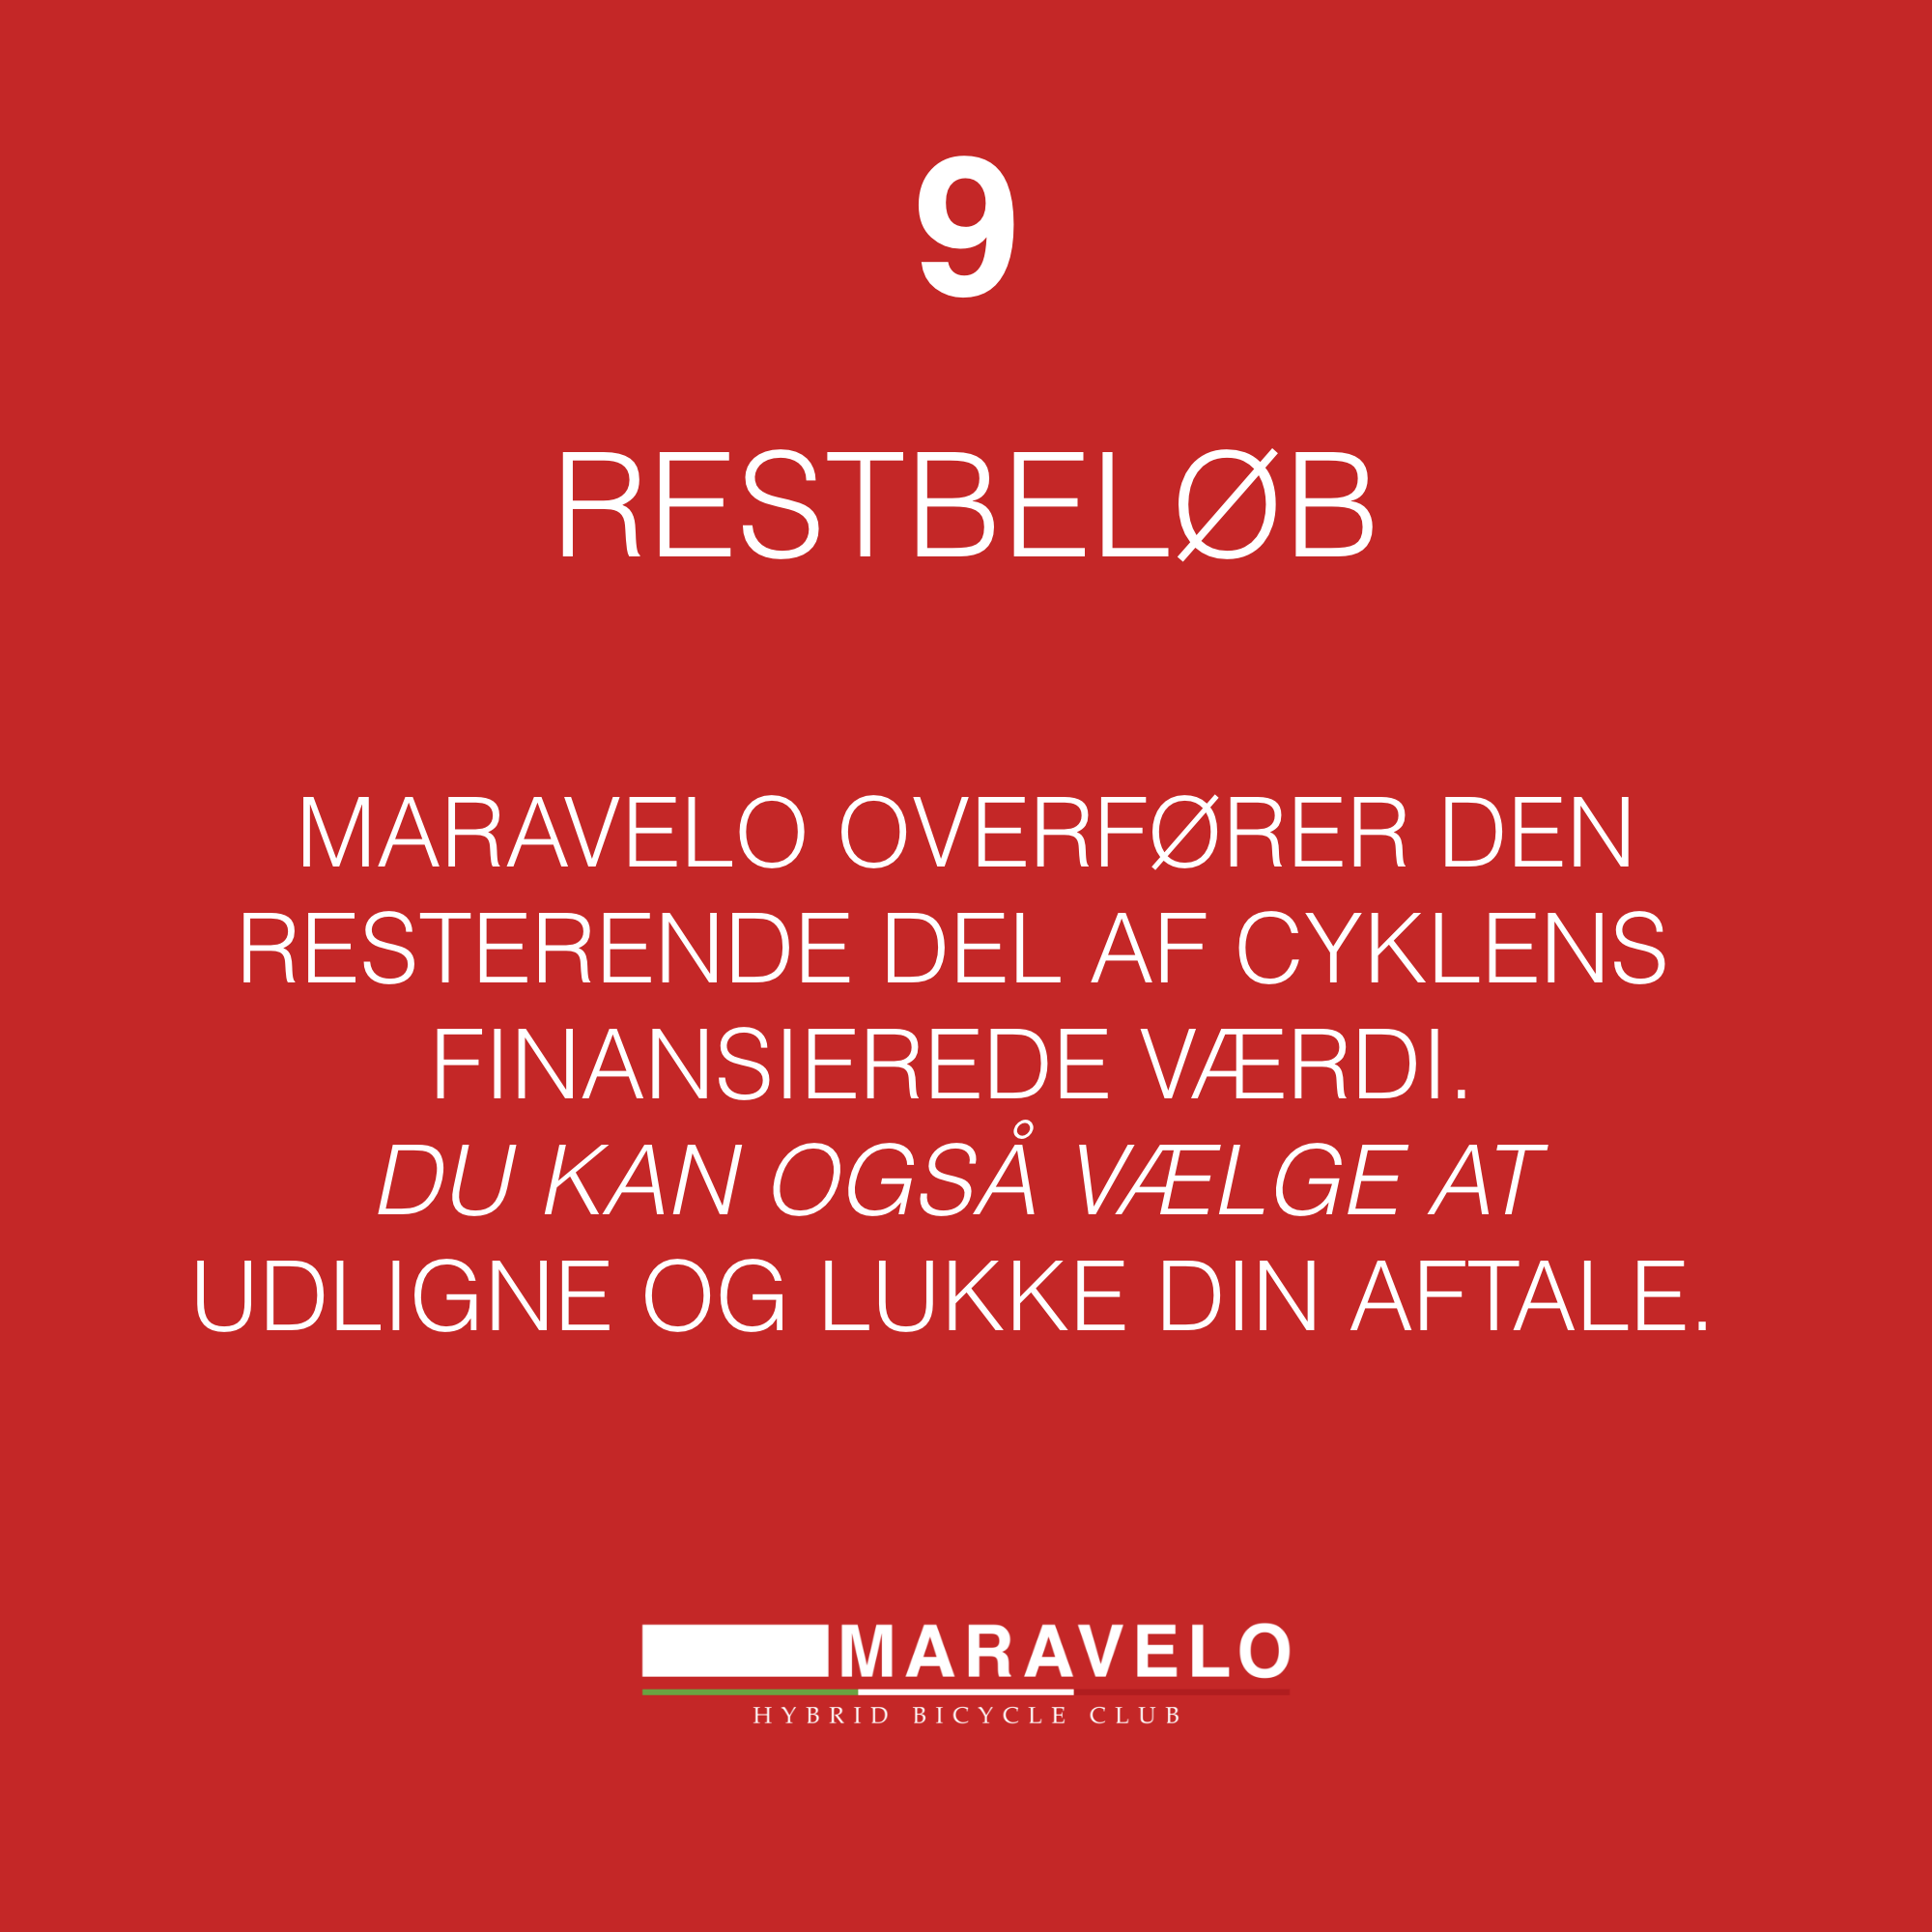 9
RESTBELØB
MARAVELO OVERFØRER DEN
RESTERENDE DEL AF CYKLENS
FINANSIEREDE VÆRDI.
DU KAN OGSÅ VÆLGE AT
UDLIGNE OG LUKKE DIN AFTALE.
MARAVELO
HYBRID BICYCLE CLUB